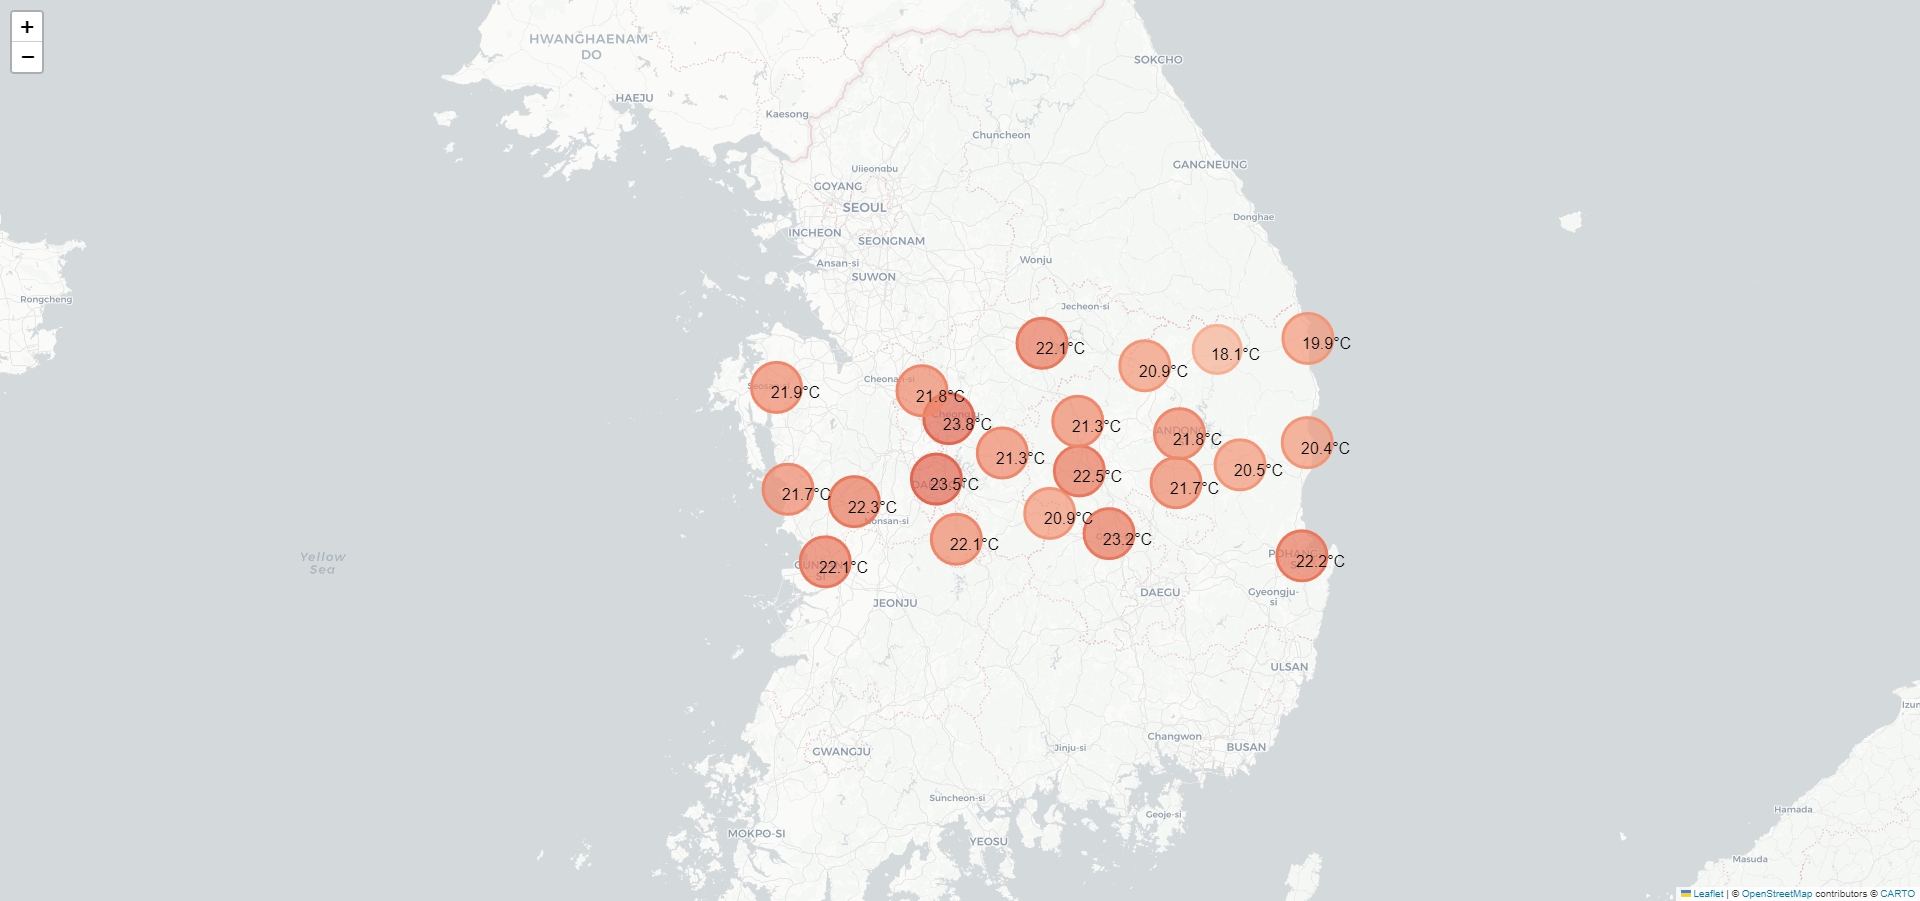 +
−
HWANGHAENAM-
DO
SOKCHO
HAEJU
Kaesong
Chuncheon
Uijeongbu
GANGNEUNG
GOYANG
SEOUL
Donghae
INCHEON
SEONGNAM
Ansan-si
Wonju
SUWON
Rongcheng
Jecheon-si
22.1°C
18.1°C
19.9°C
20.9°C
Cheonan-si
21.9°C
21.8°C
23.8°C
21.3°C
ANDONG
21.8°C
20.4°C
21.3°C
20.5°C
22.5°C
23.5°C
21.7°C
21.7°C
22.3°C
20.9°C
Nonsan-si
23.2°C
22.1°C
Yellow
Sea
22.2°C
22.1°C
DAEGU
Gyeongju-
si
JEONJU
ULSAN
Izum
Changwon
BUSAN
Jinju-si
GWANGJU
Suncheon-si
Geoje-si
Hamada
MOKPO-SI
YEOSU
Masuda
Leaflet | © OpenStreetMap contributors © CARTO